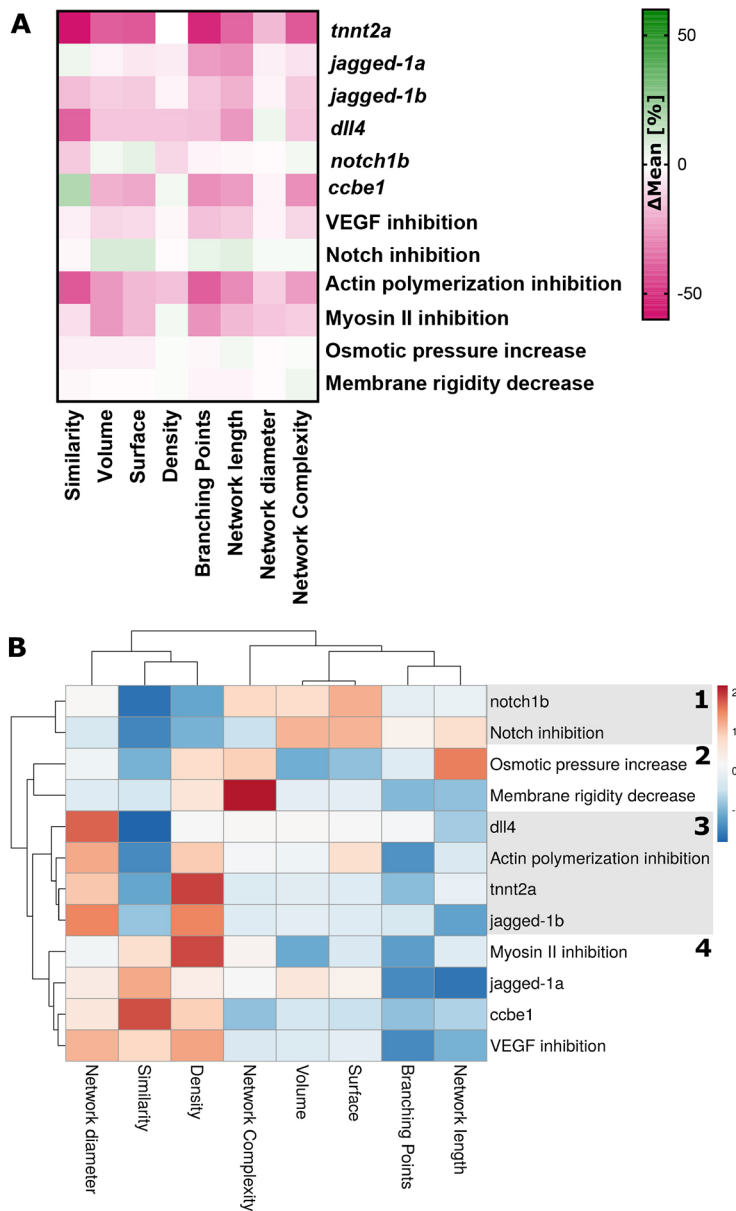 A
tnnt2a
jagged-1a
jagged-1b
dll4
notch1b
ccbe1
VEGF inhibition
Notch inhibition
Actin polymerization inhibition
Myosin II inhibition
Osmotic pressure increase
Membrane rigidity decrease
50
0
-50
ΔMean [%]
Similarity
Volume
Surface
Density
Branching Points
Network length
Network diameter
Network Complexity
B
notch1b
1
Notch inhibition
Osmotic pressure increase
2
Membrane rigidity decrease
dll4
3
Actin polymerization inhibition
tnnt2a
jagged-1b
Myosin II inhibition
4
jagged-1a
ccbe1
VEGF inhibition
2
1
0
-
Network diameter
Similarity
Density
Network Complexity
Volume
Surface
Branching Points
Network length